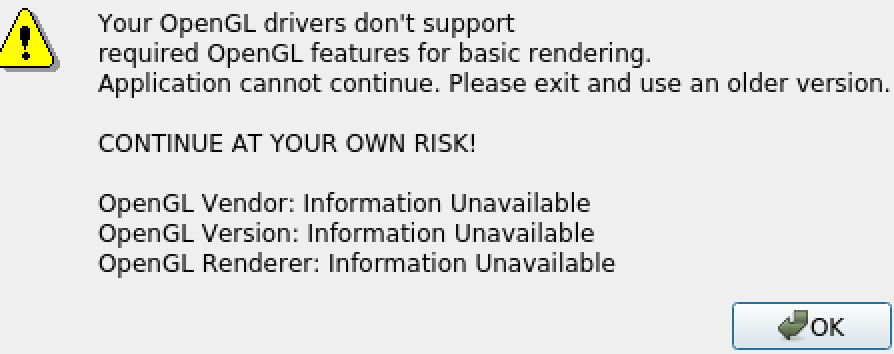 Your OpenGL drivers don't support
required OpenGL features for basic rendering.
Application cannot continue. Please exit and use an older version.
CONTINUE AT YOUR OWN RISK!
OpenGL Vendor: Information Unavailable
OpenGL Version: Information Unavailable
OpenGL Renderer: Information Unavailable
OK